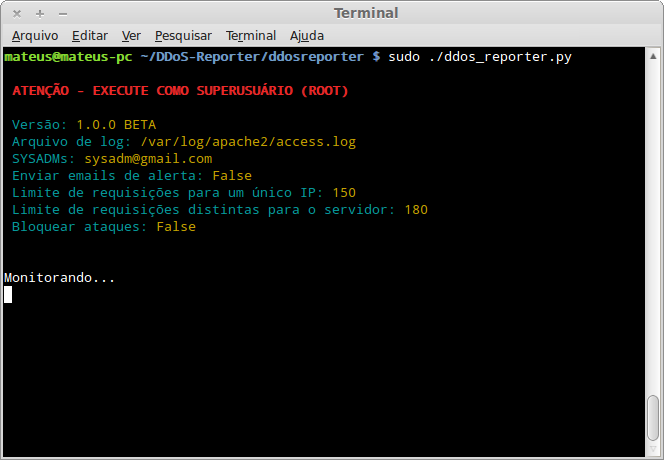 Terminal
Arquivo Editar Ver Pesquisar Terminal Ajuda
mateus@mateus-pc ~/DDoS-Reporter/ddosreporter $ sudo ./ddos_reporter.py
ATENÇÃO - EXECUTE COMO SUPERUSUÁRIO (ROOT)
Versão: 1.0.0 BETA
Arquivo de log: /var/log/apache2/access.log
SYSADMs: sysadm@gmail.com
Enviar emails de alerta: False
Limite de requisições para um único IP: 150
Limite de requisições distintas para o servidor: 180
Bloquear ataques: False
Monitorando...